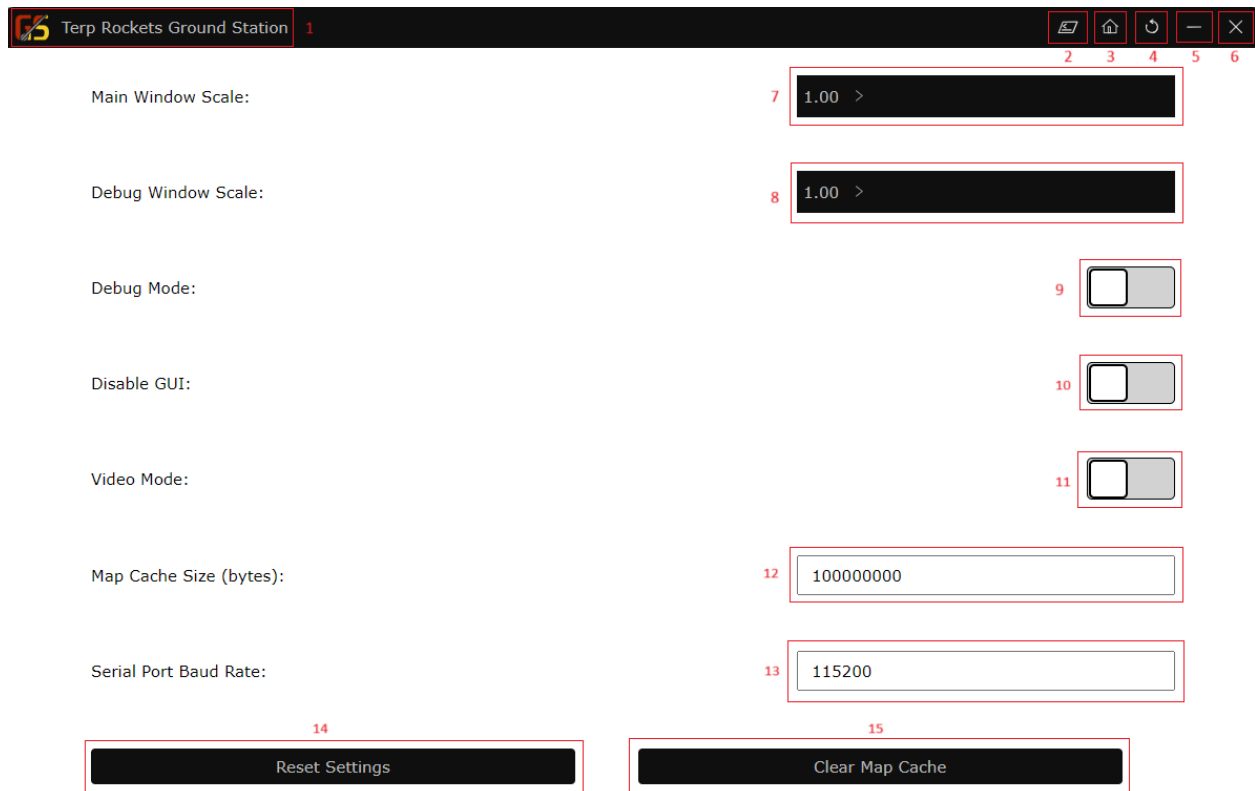 GS Terp Rockets Ground Station 1
2 3 4 5 6
Main Window Scale: 7 1.00 >
Debug Window Scale: 8 1.00 >
Debug Mode: 9
Disable GUI: 10
Video Mode: 11
Map Cache Size (bytes): 12 100000000
Serial Port Baud Rate: 13 115200
14 15
Reset Settings Clear Map Cache